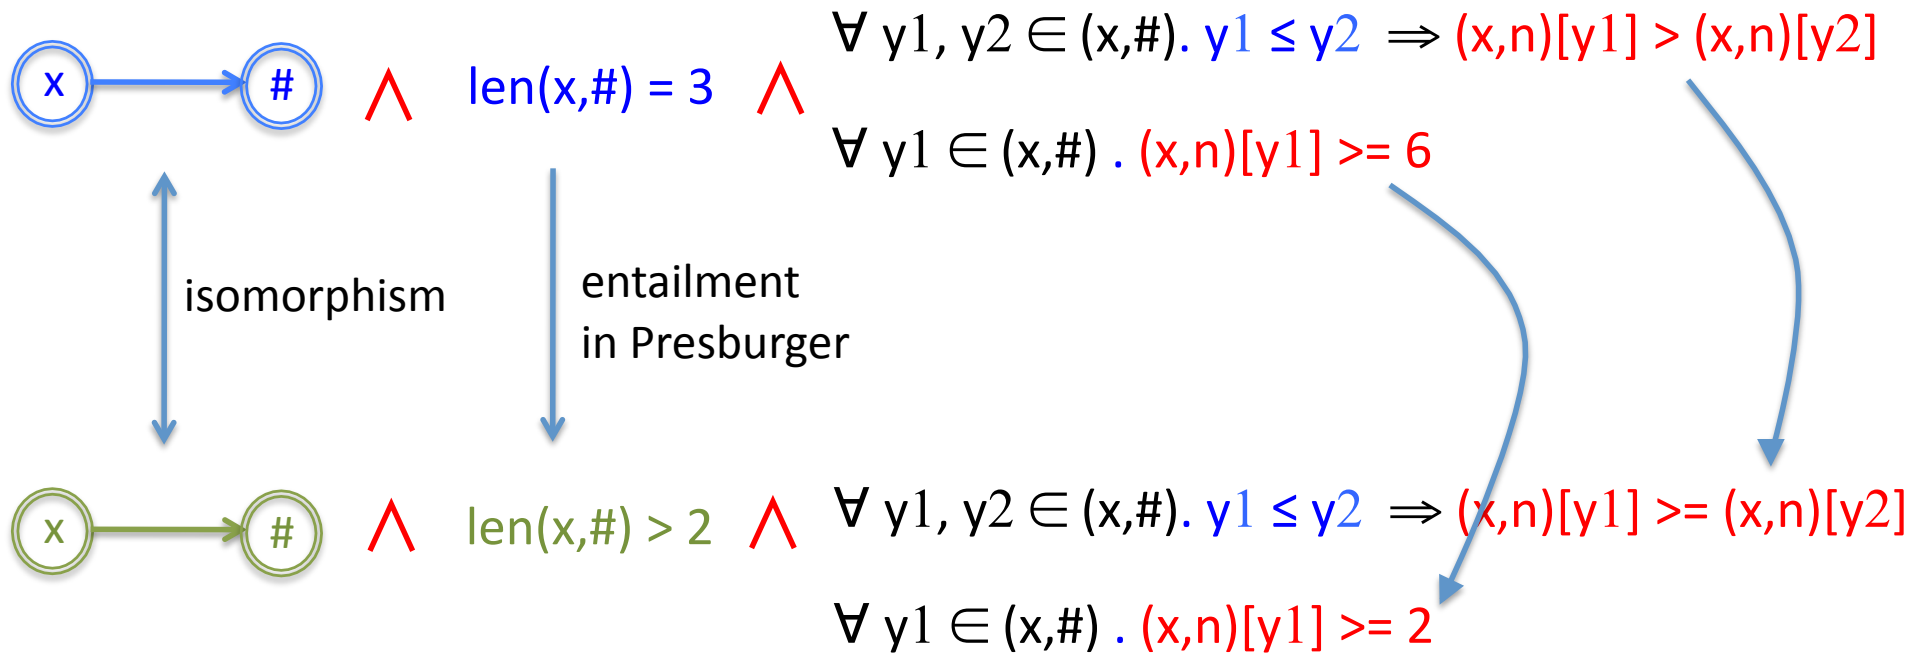 ∀ y1, y2 ∈ (x,#). y1 ≤ y2 ⇒ (x,n)[y1] > (x,n)[y2]
x # ∧ len(x,#) = 3 ∧
∀ y1 ∈ (x,#) . (x,n)[y1] >= 6
isomorphism
entailment
in Presburger
∀ y1, y2 ∈ (x,#). y1 ≤ y2 ⇒ (x,n)[y1] >= (x,n)[y2]
x # ∧ len(x,#) > 2 ∧
∀ y1 ∈ (x,#) . (x,n)[y1] >= 2